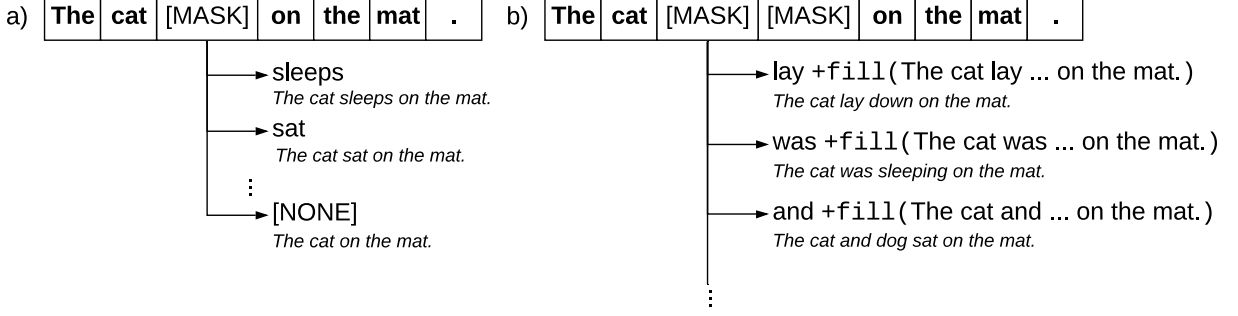 a) The cat [MASK] on the mat .
sleeps
The cat sleeps on the mat.
sat
The cat sat on the mat.
⋮
[NONE]
The cat on the mat.
b) The cat [MASK] [MASK] on the mat .
lay +fill(The cat lay ... on the mat.)
The cat lay down on the mat.
was +fill(The cat was ... on the mat.)
The cat was sleeping on the mat.
and +fill(The cat and ... on the mat.)
The cat and dog sat on the mat.
⋮